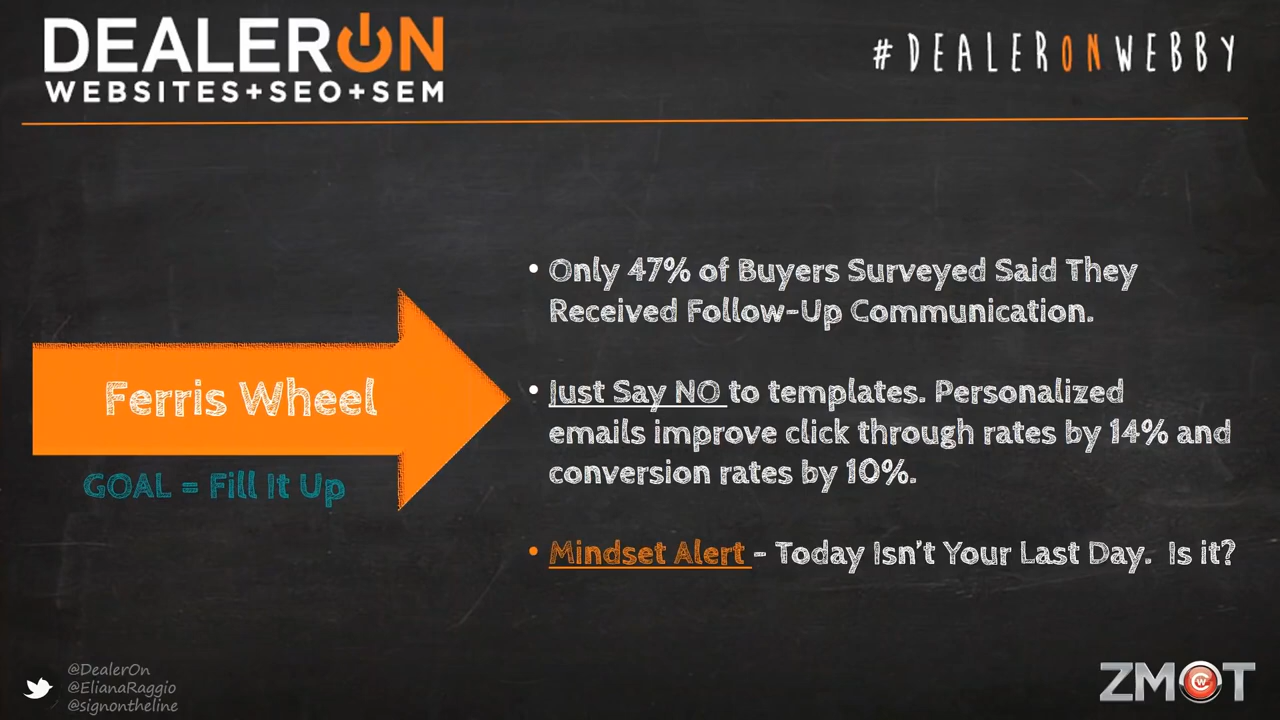 DEALERON
WEBSITES+SEO+SEM
#DEALERONWEBBY
Ferris Wheel
GOAL = Fill It Up
• Only 47% of Buyers Surveyed Said They
Received Follow-Up Communication.
• Just Say NO to templates. Personalized
emails improve click through rates by 14% and
conversion rates by 10%.
• Mindset Alert - Today Isn't Your Last Day. Is it?
@DealerOn
@ElianaRaggio
@signontheline
ZMOT